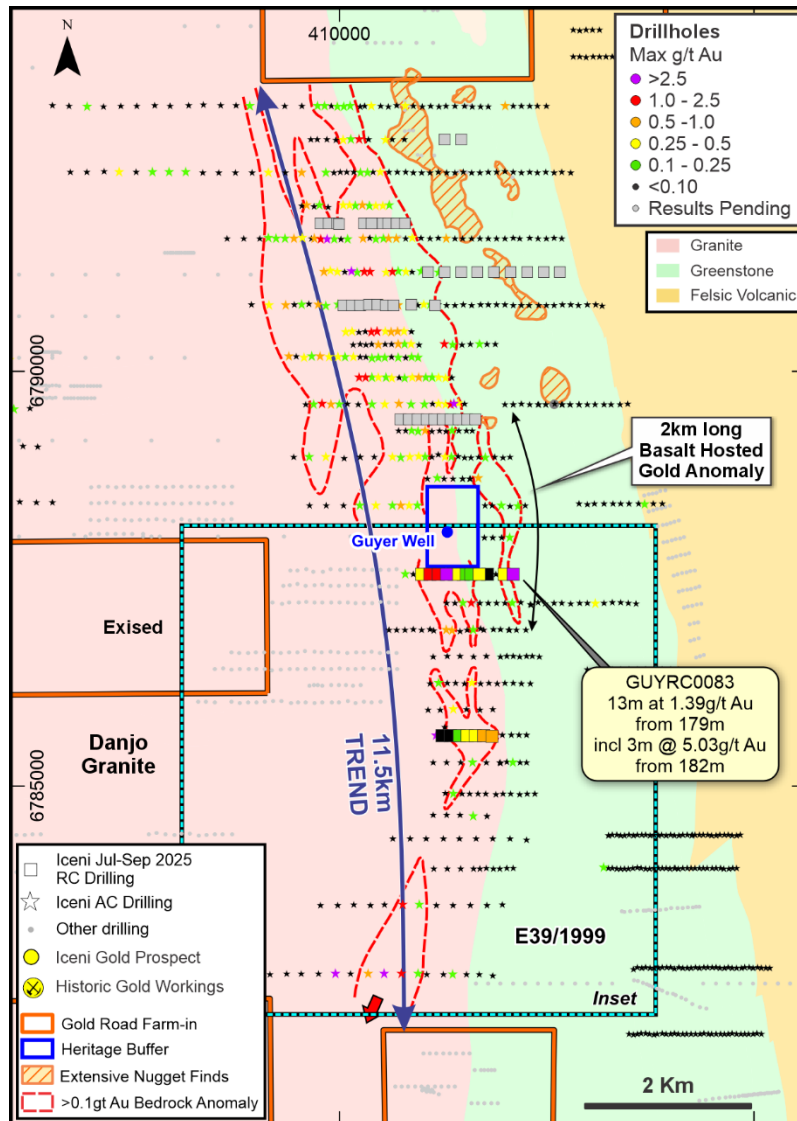 N
410000
Drillholes
Max g/t Au
>2.5
1.0 - 2.5
0.5 -1.0
0.25 - 0.5
0.1 - 0.25
<0.10
Results Pending
Granite
Greenstone
Felsic Volcanic
6790000
2km long
Basalt Hosted
Gold Anomaly
Guyer Well
Exised
GUYRC0083
13m at 1.39g/t Au
from 179m
incl 3m @ 5.03g/t Au
from 182m
Danjo
Granite
11.5km
TREND
6785000
E39/1999
Inset
Iceni Jul-Sep 2025
RC Drilling
Iceni AC Drilling
Other drilling
Iceni Gold Prospect
Historic Gold Workings
Gold Road Farm-in
Heritage Buffer
Extensive Nugget Finds
>0.1gt Au Bedrock Anomaly
2 Km